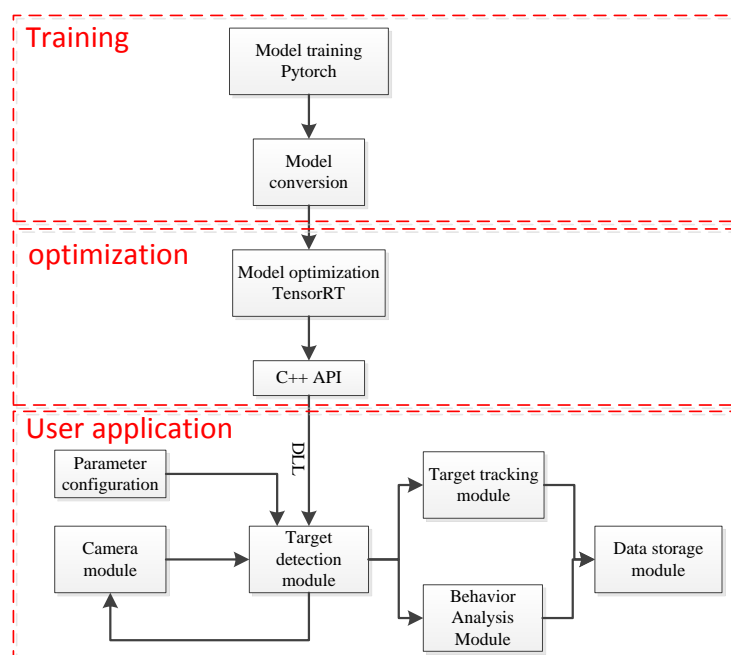 Training
Model training
Pytorch
Model
conversion
optimization
Model optimization
TensorRT
C++ API
User application
DLL
Parameter
configuration
Target tracking
module
Camera
module
Target
detection
module
Data storage
module
Behavior
Analysis
Module